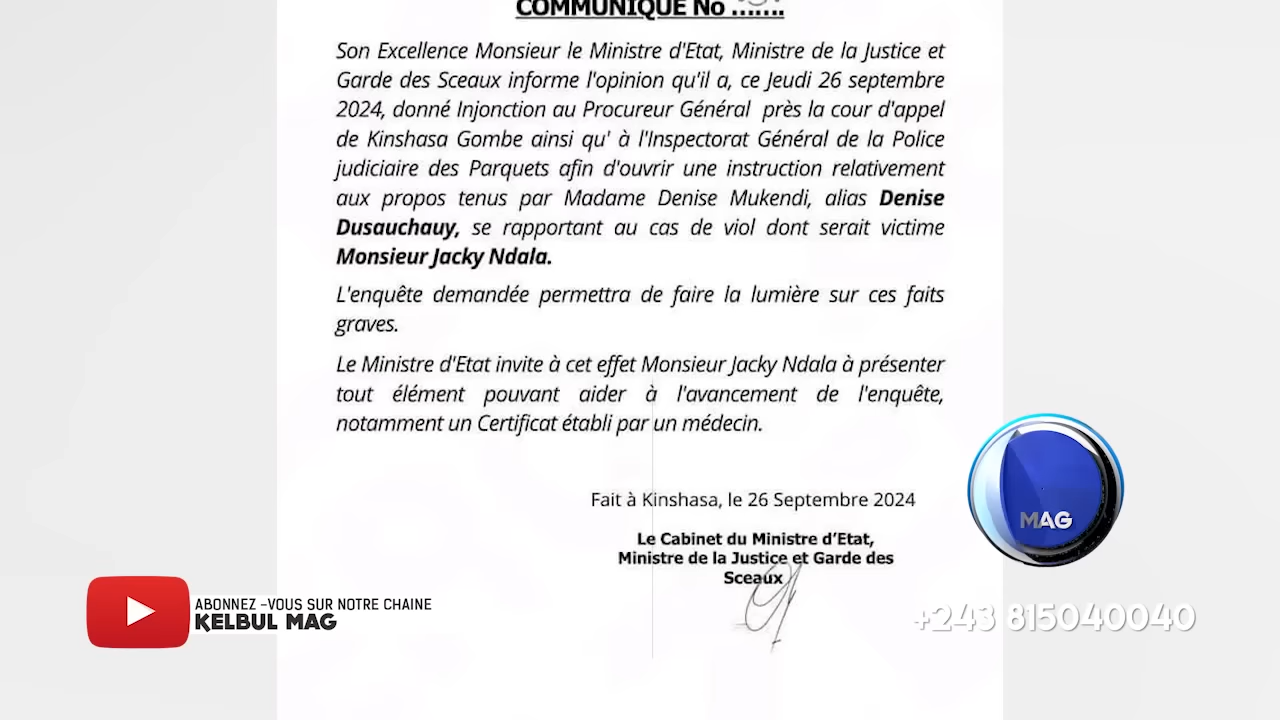 COMMUNIQUE No .......
Son Excellence Monsieur le Ministre d'Etat, Ministre de la Justice et
Garde des Sceaux informe l'opinion qu'il a, ce Jeudi 26 septembre
2024, donné Injonction au Procureur Général près la cour d'appel
de Kinshasa Gombe ainsi qu' à l'Inspectorat Général de la Police
judiciaire des Parquets afin d'ouvrir une instruction relativement
aux propos tenus par Madame Denise Mukendi, alias Denise
Dusauchauy, se rapportant au cas de viol dont serait victime
Monsieur Jacky Ndala.
L'enquête demandée permettra de faire la lumière sur ces faits
graves.
Le Ministre d'Etat invite à cet effet Monsieur Jacky Ndala à présenter
tout élément pouvant aider à l'avancement de l'enquête,
notamment un Certificat établi par un médecin.
Fait à Kinshasa, le 26 Septembre 2024
Le Cabinet du Ministre d'Etat,
Ministre de la Justice et Garde des
Sceaux
MAG
ABONNEZ -VOUS SUR NOTRE CHAINE
KELBUL MAG
+243 815040040